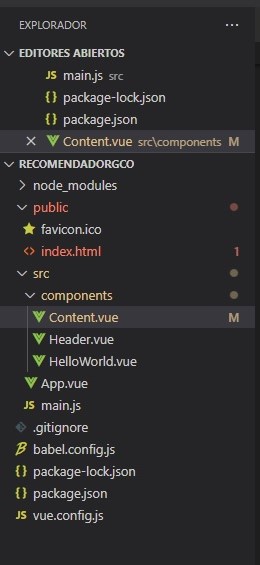 EXPLORADOR ...
EDITORES ABIERTOS
JS main.js src
{} package-lock.json
{} package.json
Content.vue src\components M
RECOMENDADORGCO
node_modules
public
favicon.ico
<> index.html 1
src
components
Content.vue M
Header.vue
HelloWorld.vue
App.vue
JS main.js
.gitignore
babel.config.js
{} package-lock.json
{} package.json
vue.config.js